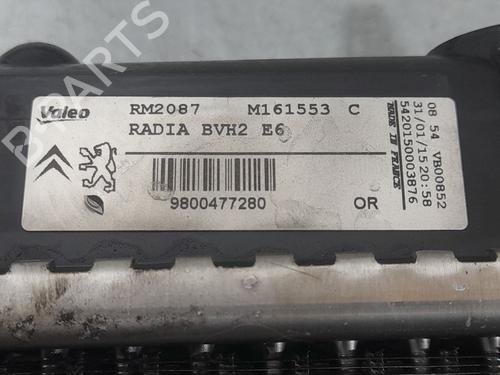 Valeo RM2087 M161553 C
RADIA BVH2 E6
9800477280 OR
08 54 VB00852
31/01/15 20:58
5420150003876
MADE IN FRANCE
B PARTS